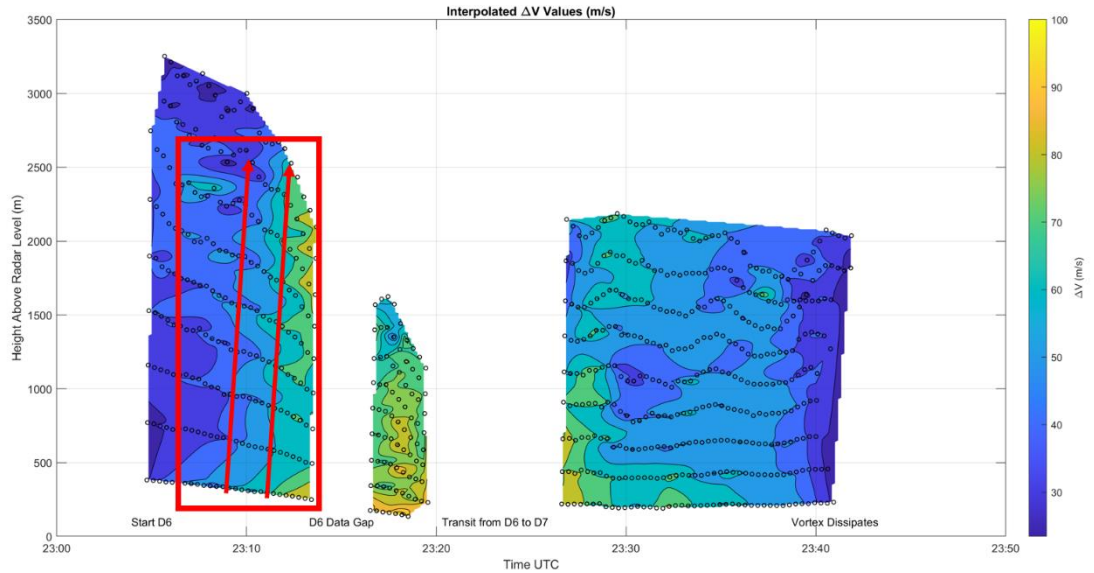 Interpolated ΔV Values (m/s)
3500
3000
2500
2000
1500
1000
500
0
Height Above Radar Level (m)
Start D6
D6 Data Gap
Transit from D6 to D7
Vortex Dissipates
23:00
23:10
23:20
23:30
23:40
23:50
Time UTC
100
90
80
70
60
50
40
30
ΔV (m/s)